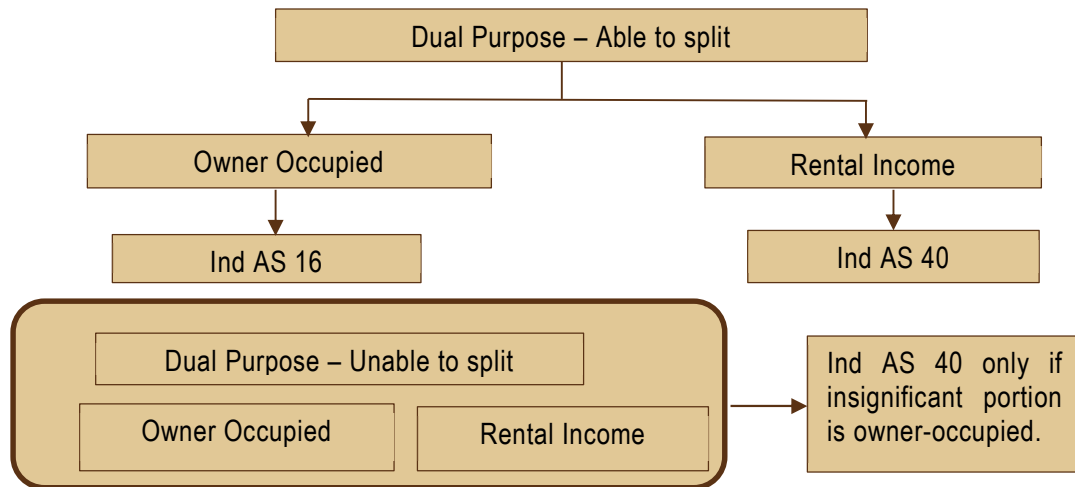 Dual Purpose – Able to split
Owner Occupied
Rental Income
Ind AS 16
Ind AS 40
Dual Purpose – Unable to split
Owner Occupied
Rental Income
Ind AS 40 only if
insignificant portion
is owner-occupied.